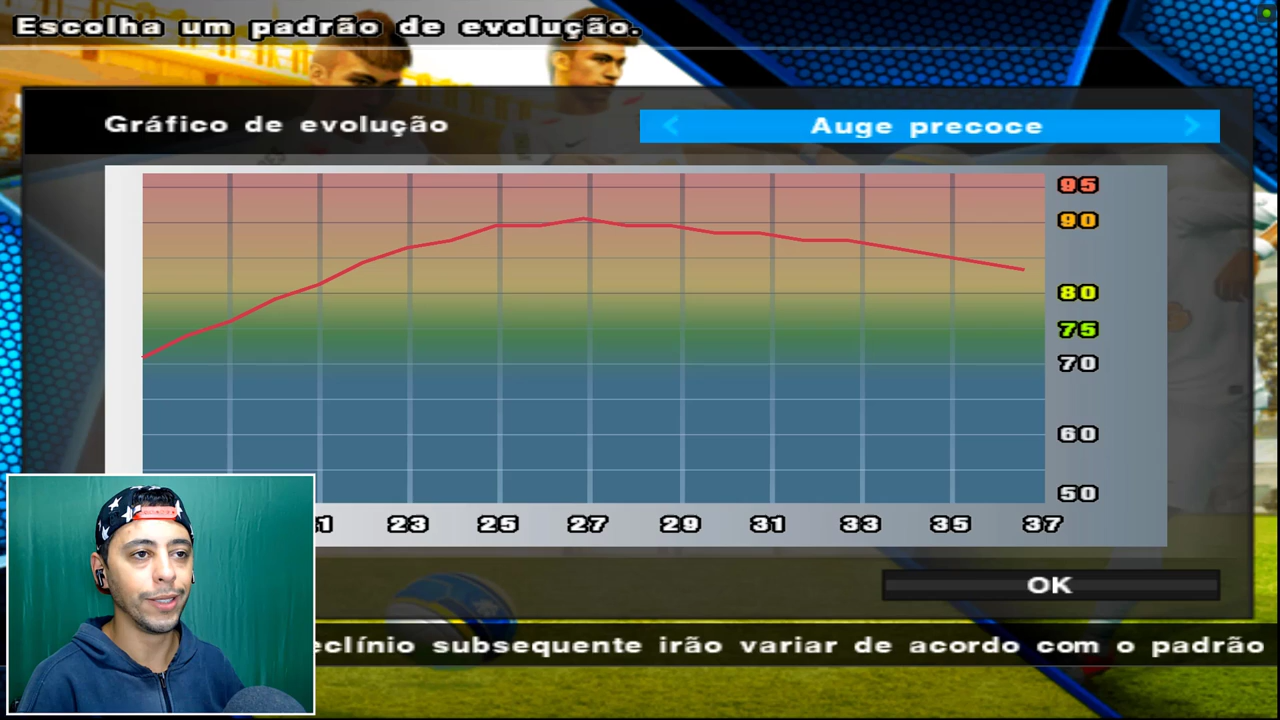 Escolha um padrão de evolução.
Gráfico de evolução
Auge precoce
95
90
80
75
70
60
50
23 25 27 29 31 33 35 37
OK
subsequente irão variar de acordo com o padrão